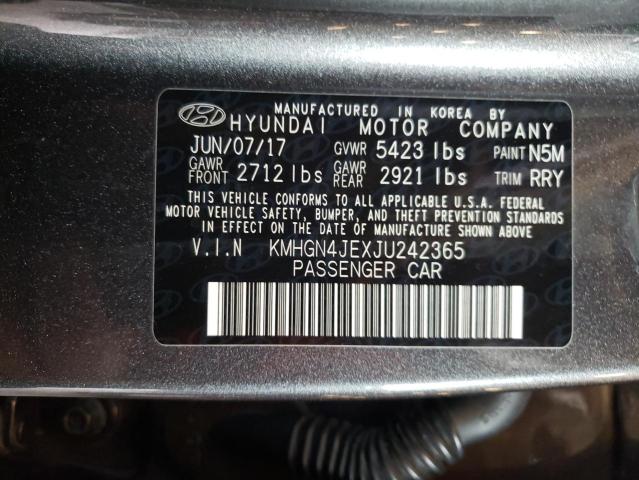 MANUFACTURED IN KOREA BY
HYUNDAI MOTOR COMPANY
JUN/07/17 GVWR 5423 lbs PAINT N5M
GAWR FRONT 2712 lbs GAWR REAR 2921 lbs TRIM RRY
THIS VEHICLE CONFORMS TO ALL APPLICABLE U.S.A. FEDERAL
MOTOR VEHICLE SAFETY, BUMPER, AND THEFT PREVENTION STANDARDS
IN EFFECT ON THE DATE OF MANUFACTURE SHOWN ABOVE.
V.I.N KMHGN4JEXJU242365
PASSENGER CAR